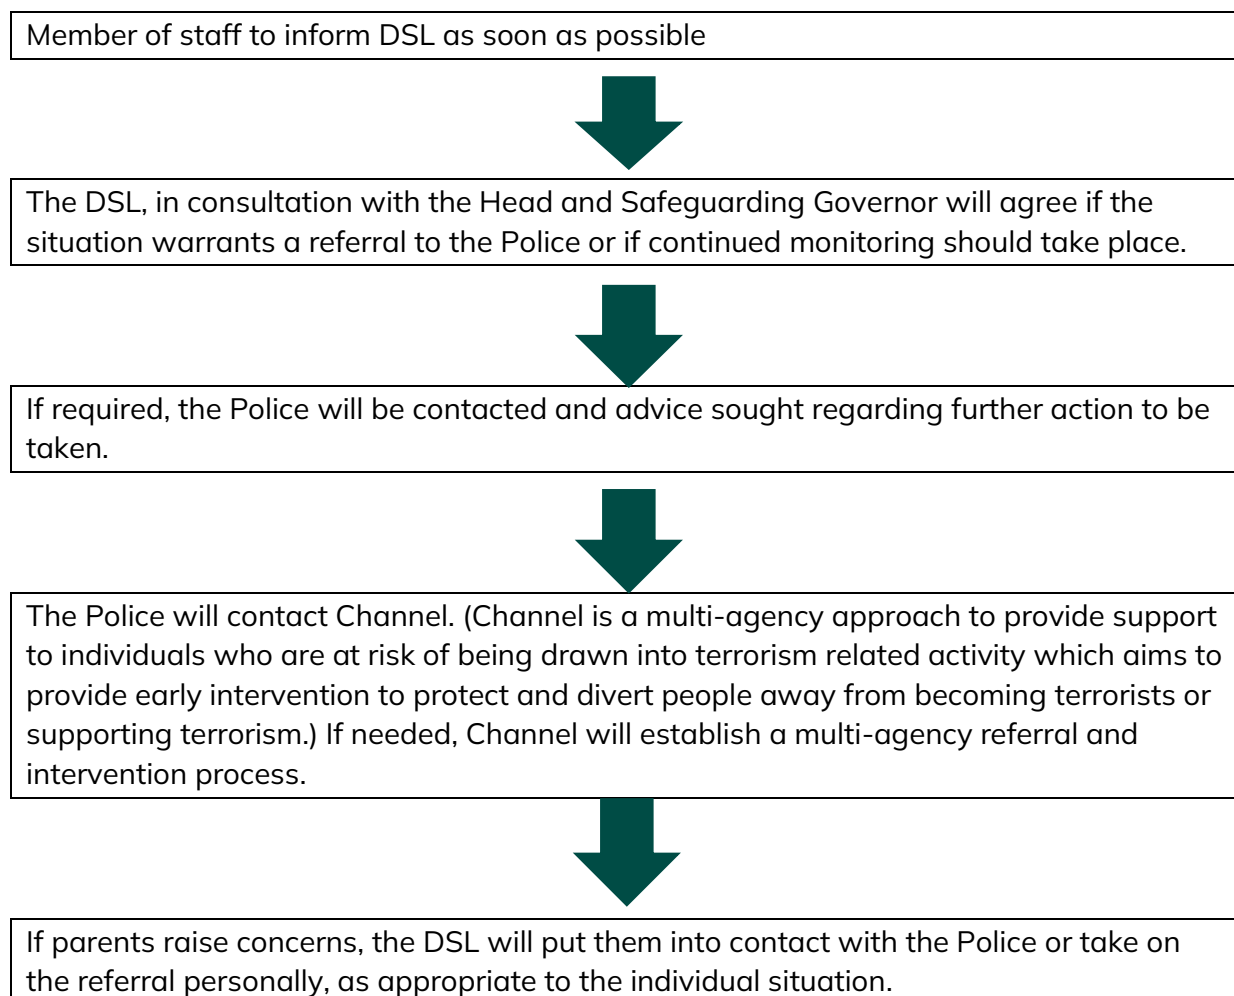 Member of staff to inform DSL as soon as possible
The DSL, in consultation with the Head and Safeguarding Governor will agree if the
situation warrants a referral to the Police or if continued monitoring should take place.
If required, the Police will be contacted and advice sought regarding further action to be
taken.
The Police will contact Channel. (Channel is a multi-agency approach to provide support
to individuals who are at risk of being drawn into terrorism related activity which aims to
provide early intervention to protect and divert people away from becoming terrorists or
supporting terrorism.) If needed, Channel will establish a multi-agency referral and
intervention process.
If parents raise concerns, the DSL will put them into contact with the Police or take on
the referral personally, as appropriate to the individual situation.